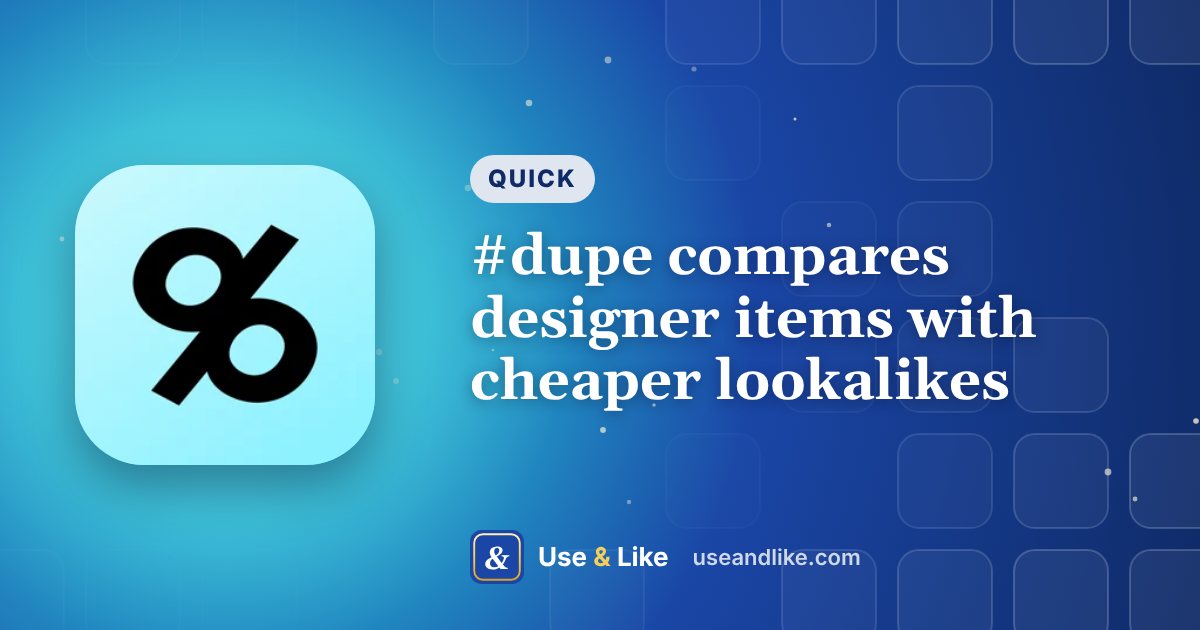 QUICK
#dupe compares
designer items with
cheaper lookalikes
& Use & Like useandlike.com